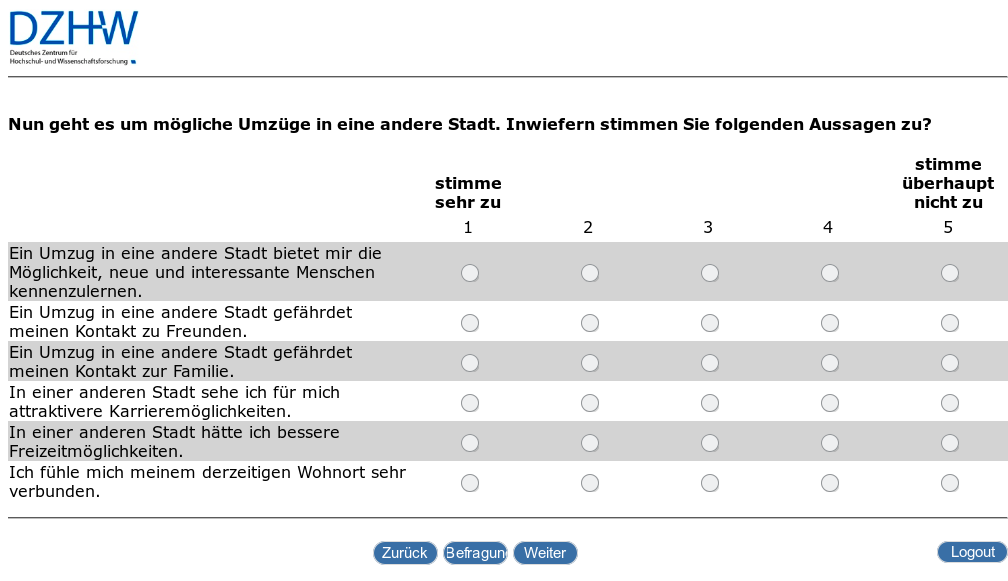 DZHW
Deutsches Zentrum für
Hochschul- und Wissenschaftsforschung
Nun geht es um mögliche Umzüge in eine andere Stadt. Inwiefern stimmen Sie folgenden Aussagen zu?
stimme
sehr zu
stimme
überhaupt
nicht zu
1 2 3 4 5
Ein Umzug in eine andere Stadt bietet mir die
Möglichkeit, neue und interessante Menschen
kennenzulernen.
Ein Umzug in eine andere Stadt gefährdet
meinen Kontakt zu Freunden.
Ein Umzug in eine andere Stadt gefährdet
meinen Kontakt zur Familie.
In einer anderen Stadt sehe ich für mich
attraktivere Karrieremöglichkeiten.
In einer anderen Stadt hätte ich bessere
Freizeitmöglichkeiten.
Ich fühle mich meinem derzeitigen Wohnort sehr
verbunden.
Zurück Befragun Weiter Logout